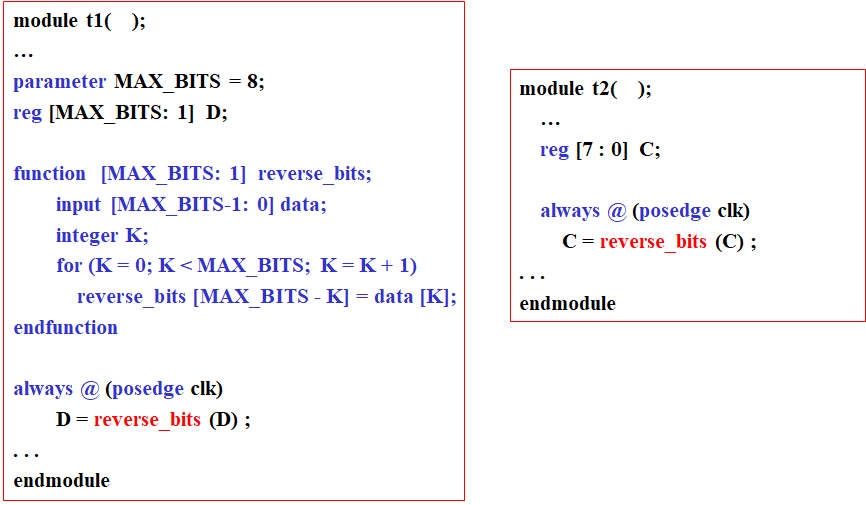 module t1(    );
…
parameter MAX_BITS = 8;
reg [MAX_BITS: 1] D;
function [MAX_BITS: 1] reverse_bits;
input [MAX_BITS-1: 0] data;
integer K;
for (K = 0; K < MAX_BITS; K = K + 1)
reverse_bits [MAX_BITS - K] = data [K];
endfunction
always @ (posedge clk)
D = reverse_bits (D) ;
. . .
endmodule
module t2(    );
…
reg [7 : 0] C;
always @ (posedge clk)
C = reverse_bits (C) ;
. . .
endmodule